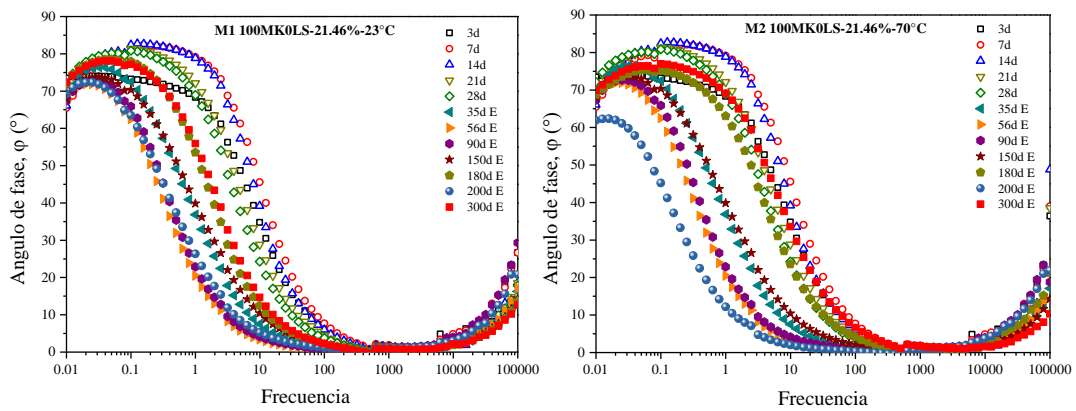 M1 100MK0LS-21.46%-23°C
Angulo de fase, φ (°)
90
80
70
60
50
40
30
20
10
0
0.01 0.1 1 10 100 1000 10000 100000
Frecuencia
3d
7d
14d
21d
28d
35d E
56d E
90d E
150d E
180d E
200d E
300d E
M2 100MK0LS-21.46%-70°C
Angulo de fase, φ (°)
90
80
70
60
50
40
30
20
10
0
0.01 0.1 1 10 100 1000 10000 100000
Frecuencia
3d
7d
14d
21d
28d
35d E
56d E
90d E
150d E
180d E
200d E
300d E